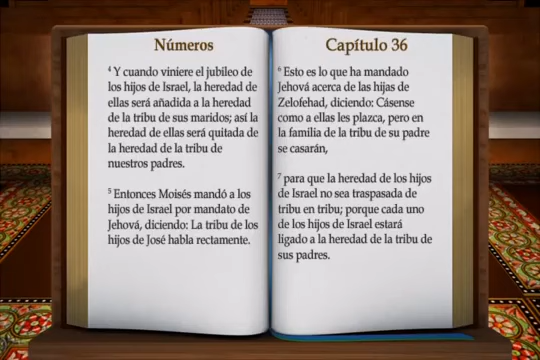 Números
⁴ Y cuando viniere el jubileo de
los hijos de Israel, la heredad de
ellas será añadida a la heredad
de la tribu de sus maridos; así la
heredad de ellas será quitada de
la heredad de la tribu de
nuestros padres.
⁵ Entonces Moisés mandó a los
hijos de Israel por mandato de
Jehová, diciendo: La tribu de los
hijos de José habla rectamente.
Capítulo 36
⁶ Esto es lo que ha mandado
Jehová acerca de las hijas de
Zelofehad, diciendo: Cásense
como a ellas les plazca, pero en
la familia de la tribu de su padre
se casarán,
⁷ para que la heredad de los hijos
de Israel no sea traspasada de
tribu en tribu; porque cada uno
de los hijos de Israel estará
ligado a la heredad de la tribu de
sus padres.